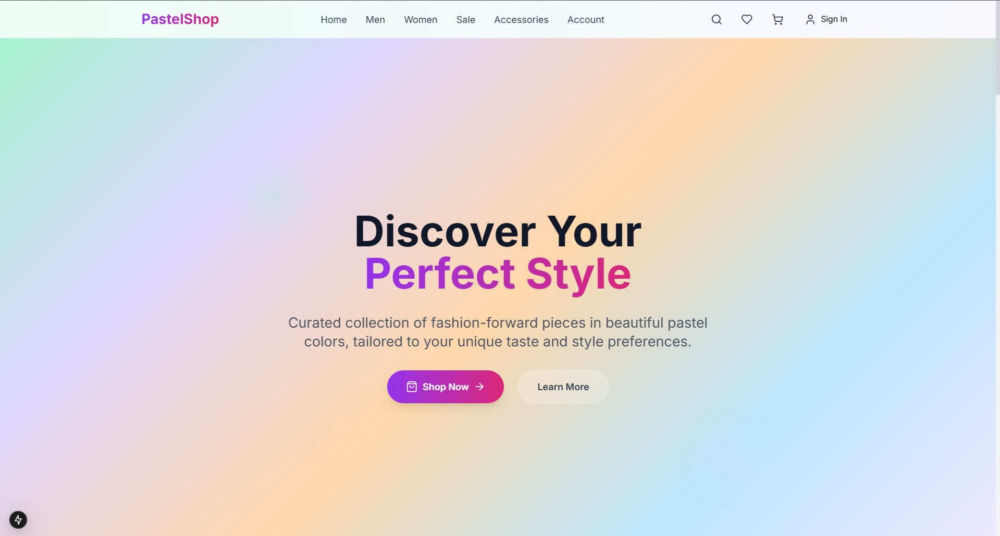 PastelShop
Home
Men
Women
Sale
Accessories
Account
Sign In
Discover Your
Perfect Style
Curated collection of fashion-forward pieces in beautiful pastel
colors, tailored to your unique taste and style preferences.
Shop Now
Learn More